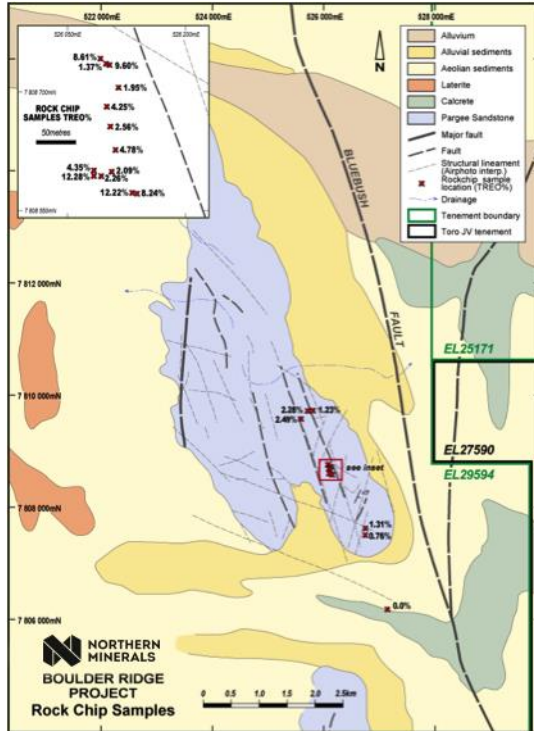 522 000mE
524 000mE
526 000mE
528 000mE
526 050mE
526 200mE
7 808 700mN
7 808 550mN
8.61%
1.37%
9.60%
1.95%
ROCK CHIP
SAMPLES TREO%
50metres
4.25%
2.56%
4.78%
4.35%
12.28%
2.09%
2.26%
12.22%
8.24%
N
Alluvium
Alluvial sediments
Aeolian sediments
Laterite
Calcrete
Pargee Sandstone
Major fault
Fault
Structural lineament
(Airphoto interp.)
Rockchip sample
location (TREO%)
Drainage
Tenement boundary
Toro JV tenement
BLUEBUSH
FAULT
7 812 000mN
EL25171
7 810 000mN
2.28%
1.23%
2.49%
EL27590
see inset
EL29594
7 808 000mN
1.31%
0.76%
0.0%
7 806 000mN
NORTHERN
MINERALS
BOULDER RIDGE
PROJECT
Rock Chip Samples
0 0.5 1.0 1.5 2.0 2.5km